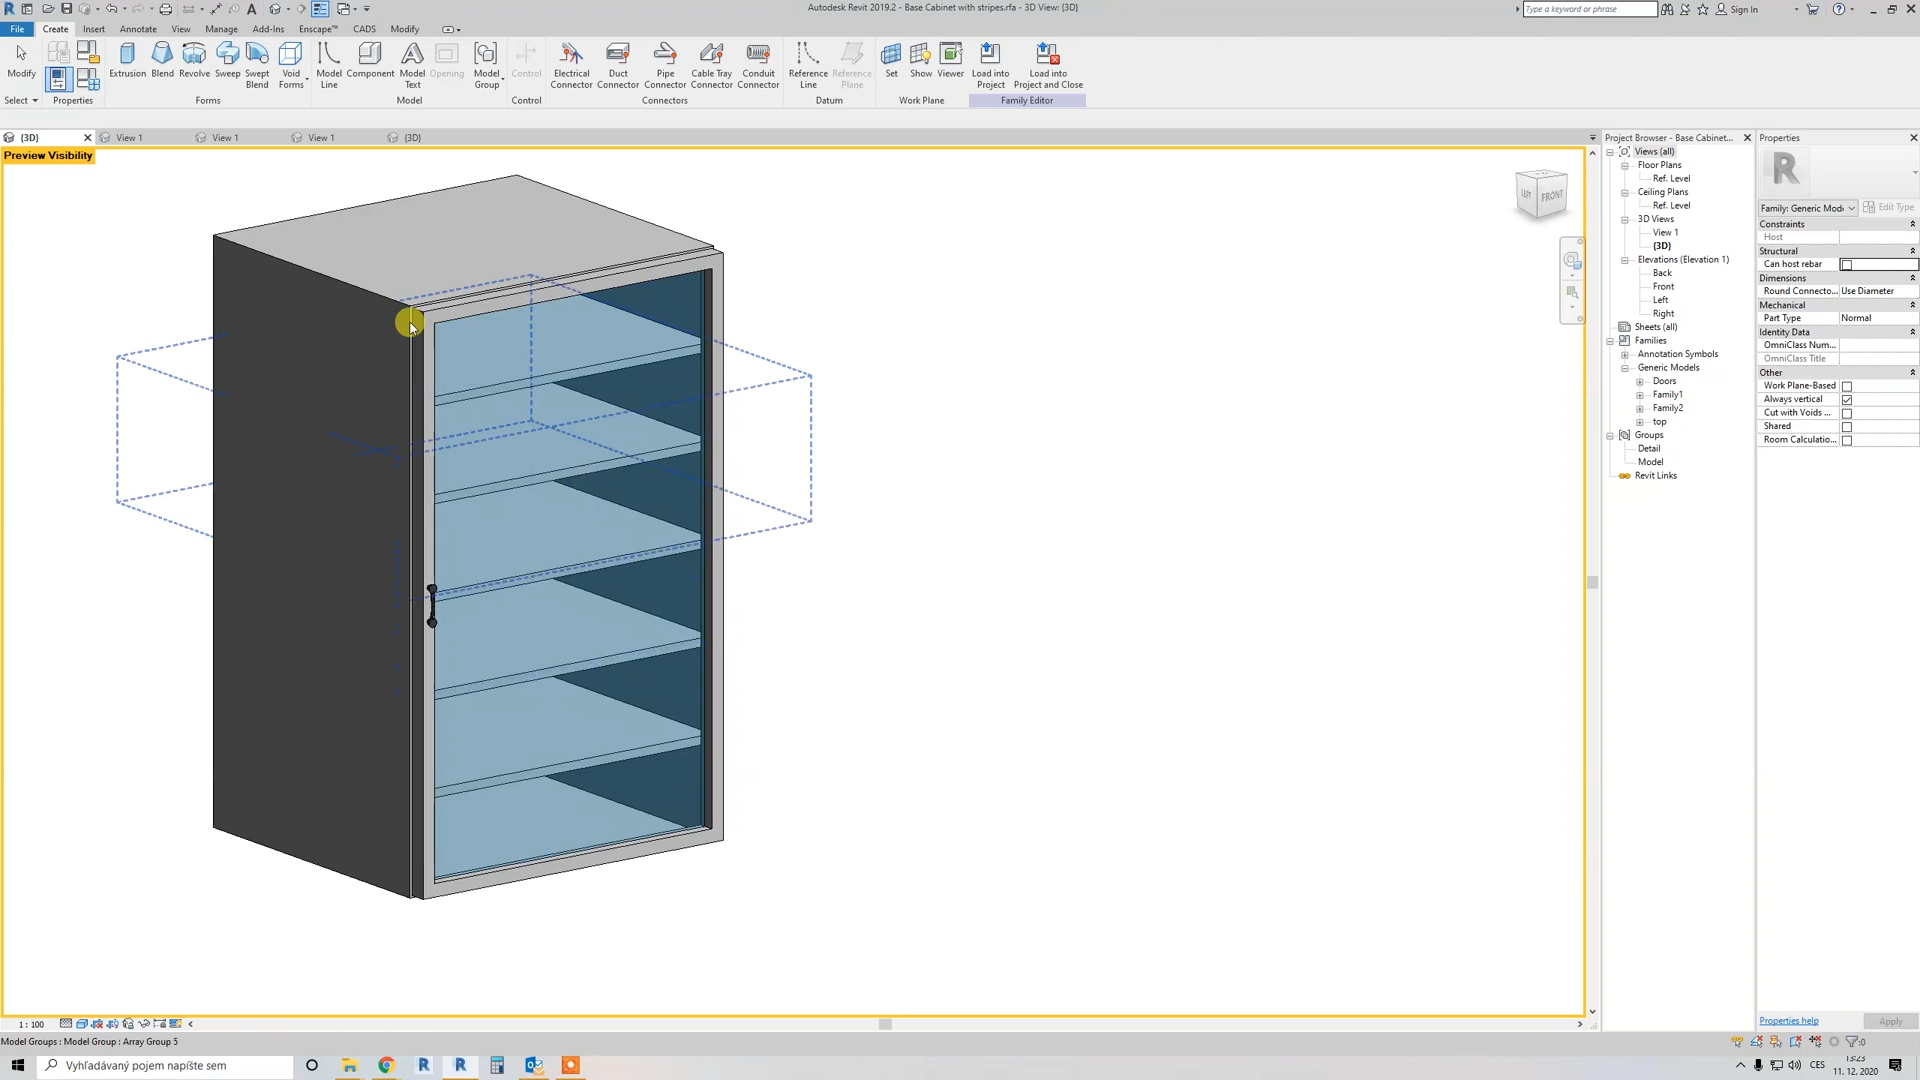 Autodesk Revit 2019.2 - Base Cabinet with stripes.rfa - 3D View: {3D}
Type a keyword or phrase
Sign In
File Create Insert Annotate View Manage Add-Ins Enscape™ CADS Modify
Modify
Extrusion Blend Revolve Sweep Swept Blend Void Forms
Model Line Component Model Text Opening Model Group
Control
Electrical Connector Duct Connector Pipe Connector Cable Tray Connector Conduit Connector
Reference Line Reference Plane
Set Show Viewer
Load into Project Load into Project and Close
Select Properties Forms Model Control Connectors Datum Work Plane Family Editor
{3D} View 1 View 1 View 1 {3D}
Preview Visibility
LEFT FRONT
Project Browser - Base Cabinet...
Views (all)
Floor Plans
Ref. Level
Ceiling Plans
Ref. Level
3D Views
View 1
{3D}
Elevations (Elevation 1)
Back
Front
Left
Right
Sheets (all)
Families
Annotation Symbols
Generic Models
Doors
Family1
Family2
top
Groups
Detail
Model
Revit Links
Properties
R
Family: Generic Mode Edit Type
Constraints
Host
Structural
Can host rebar
Dimensions
Round Connecto... Use Diameter
Mechanical
Part Type Normal
Identity Data
OmniClass Num...
OmniClass Title
Other
Work Plane-Based
Always vertical
Cut with Voids ...
Shared
Room Calculatio...
Properties help Apply
1 : 100
Model Groups : Model Group : Array Group 5
:0
Vyhľadávaný pojem napíšte sem
CES
13:23
11. 12. 2020